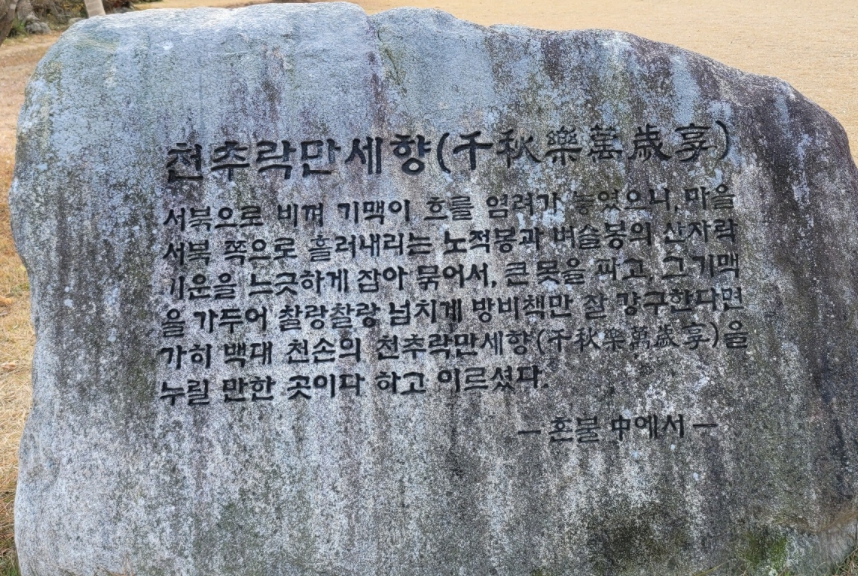 천추락만세향(千秋樂萬歲享)
서북으로 비껴 기맥이 흐를 염려가 놓였으니, 마을
서북 쪽으로 흘러내리는 노적봉과 벼슬봉의 산자락
기운을 느긋하게 잡아 묶어서, 큰 못을 파고, 그 기맥
을 가두어 찰랑찰랑 넘치게 방비책만 잘 강구한다면
가히 백대 천손의 천추락만세향(千秋樂萬歲享)을
누릴 만한 곳이다 하고 이르셨다.
— 혼불 中에서 —